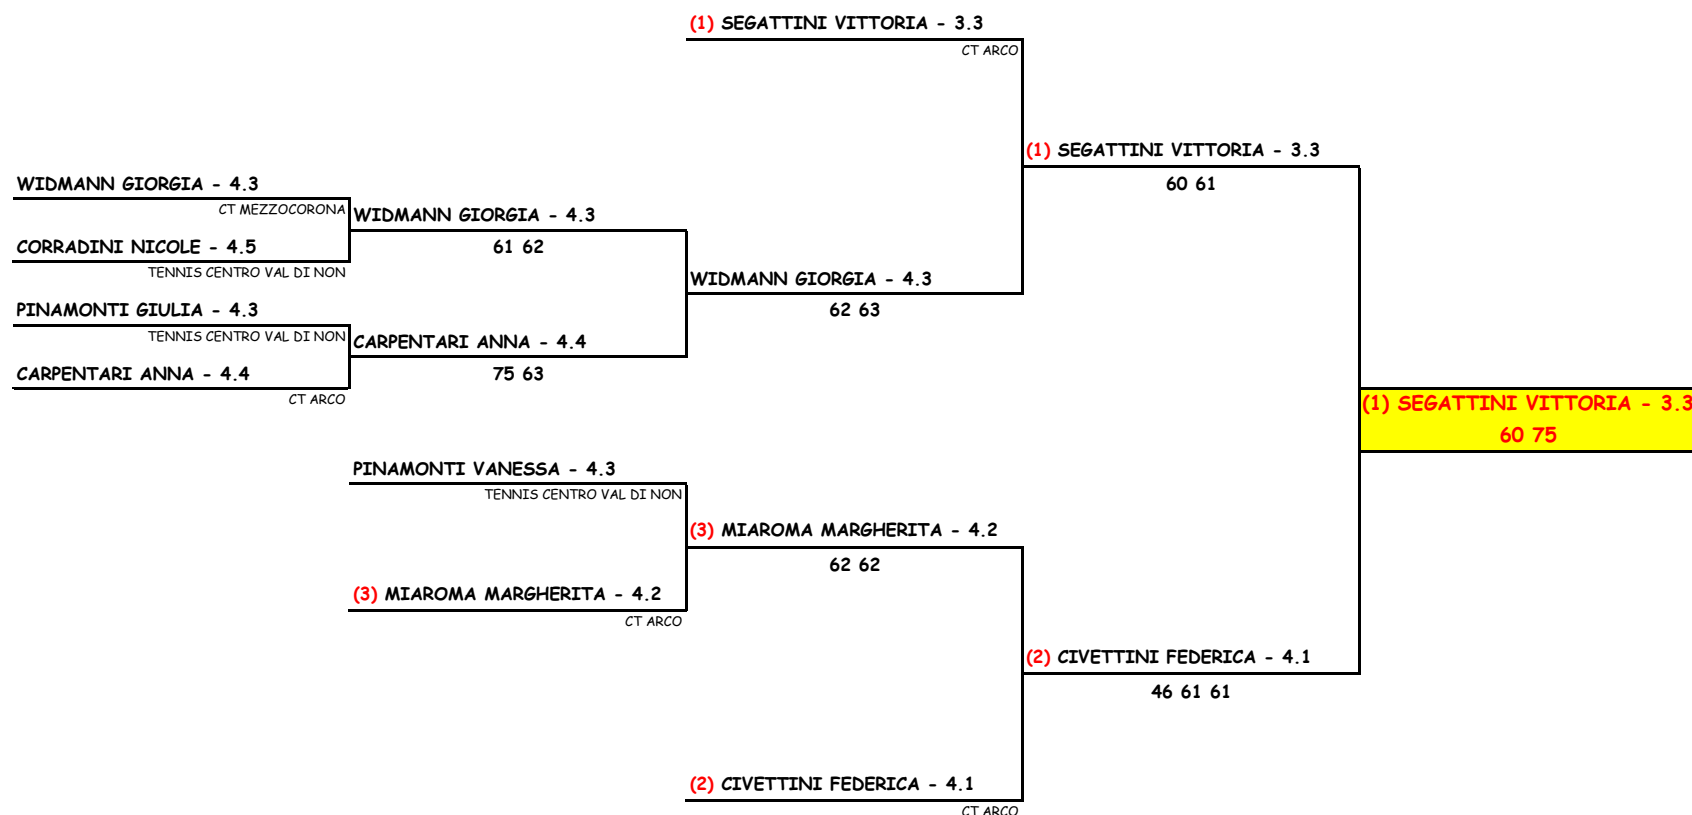 (1) SEGATTINI VITTORIA - 3.3
CT ARCO
(1) SEGATTINI VITTORIA - 3.3
60 61
WIDMANN GIORGIA - 4.3
CT MEZZOCORONA
WIDMANN GIORGIA - 4.3
61 62
CORRADINI NICOLE - 4.5
TENNIS CENTRO VAL DI NON
WIDMANN GIORGIA - 4.3
62 63
PINAMONTI GIULIA - 4.3
TENNIS CENTRO VAL DI NON
CARPENTARI ANNA - 4.4
75 63
CARPENTARI ANNA - 4.4
CT ARCO
(1) SEGATTINI VITTORIA - 3.3
60 75
PINAMONTI VANESSA - 4.3
TENNIS CENTRO VAL DI NON
(3) MIAROMA MARGHERITA - 4.2
62 62
(3) MIAROMA MARGHERITA - 4.2
CT ARCO
(2) CIVETTINI FEDERICA - 4.1
46 61 61
(2) CIVETTINI FEDERICA - 4.1
CT ARCO